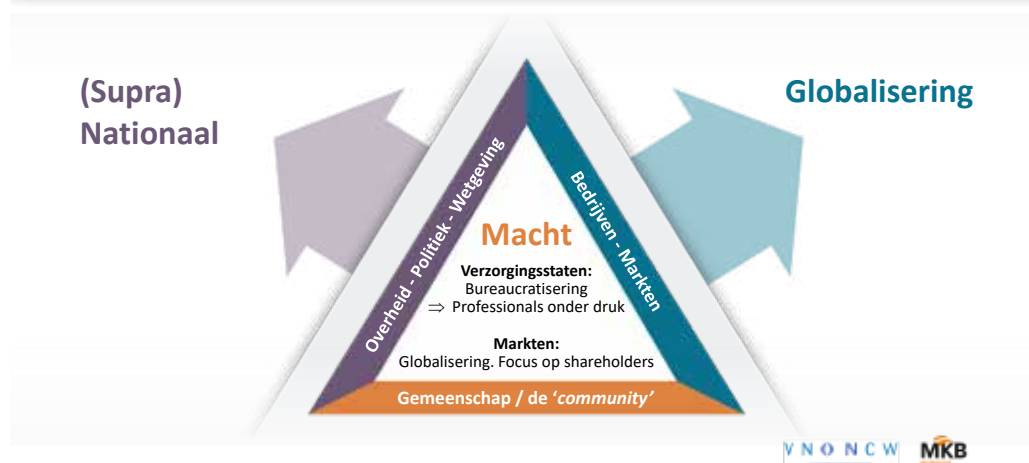 (Supra)
Nationaal
Globalisering
Overheid - Politiek - Wetgeving
Bedrijven - Markten
Macht
Verzorgingsstaten:
Bureaucratisering
⇒ Professionals onder druk
Markten:
Globalisering. Focus op shareholders
Gemeenschap / de ‘community’
VNO NCW
MKB